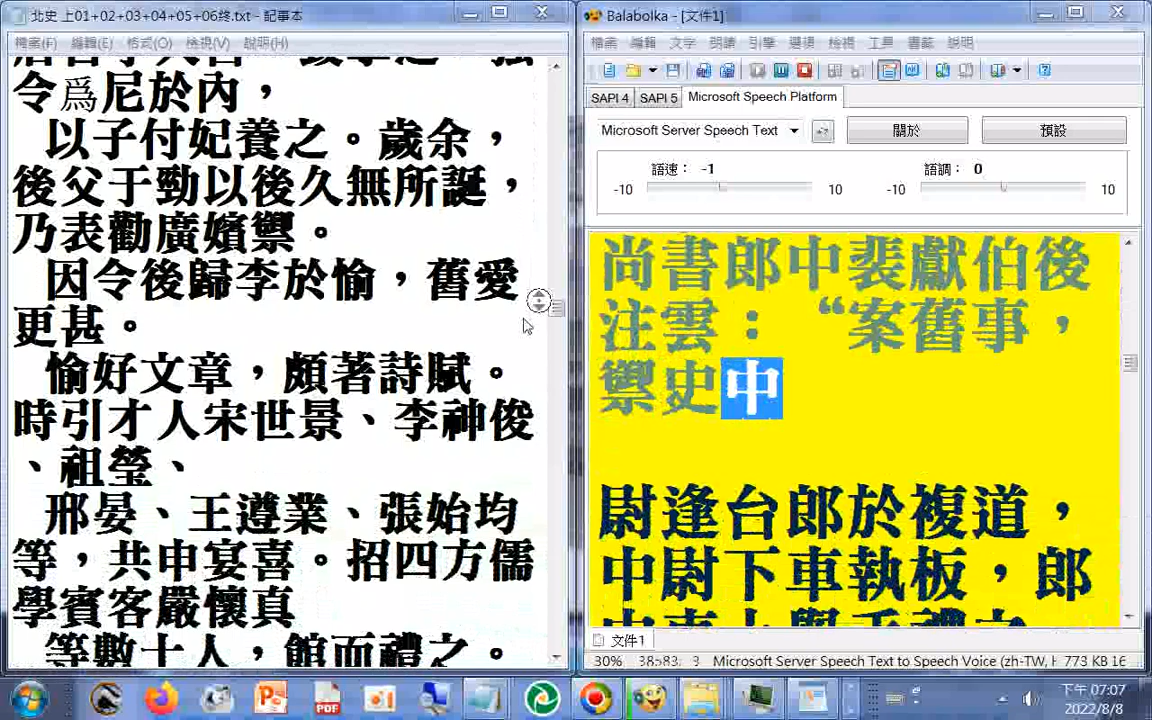 北史 上01+02+03+04+05+06终.txt - 記事本
檔案(F) 編輯(E) 格式(O) 檢視(V) 說明(H)
令爲尼於內，
以子付妃養之。歲余，
後父于勁以後久無所誕，
乃表勸廣嬪禦。
因令後歸李於愉，舊愛
更甚。
愉好文章，頗著詩賦。
時引才人宋世景、李神俊
、祖瑩、
邢晏、王遵業、張始均
等，共申宴喜。招四方儒
學賓客嚴懷真
等數十人，館而禮之。
Balabolka - [文件1]
檔案 編輯 文字 朗讀 引擎 選項 檢視 工具 書籤 說明
SAPI 4 SAPI 5 Microsoft Speech Platform
Microsoft Server Speech Text 關於 預設
語速： -1 語調： 0
-10 10 -10 10
尚書郎中裴獻伯後
注雲：“案舊事，
禦史中
尉逢台郎於複道，
中尉下車執板，郎
中車上舉手禮之
文件1
30% Microsoft Server Speech Text to Speech Voice (zh-TW, H 773 KB 16
下午 07:07
2022/8/8